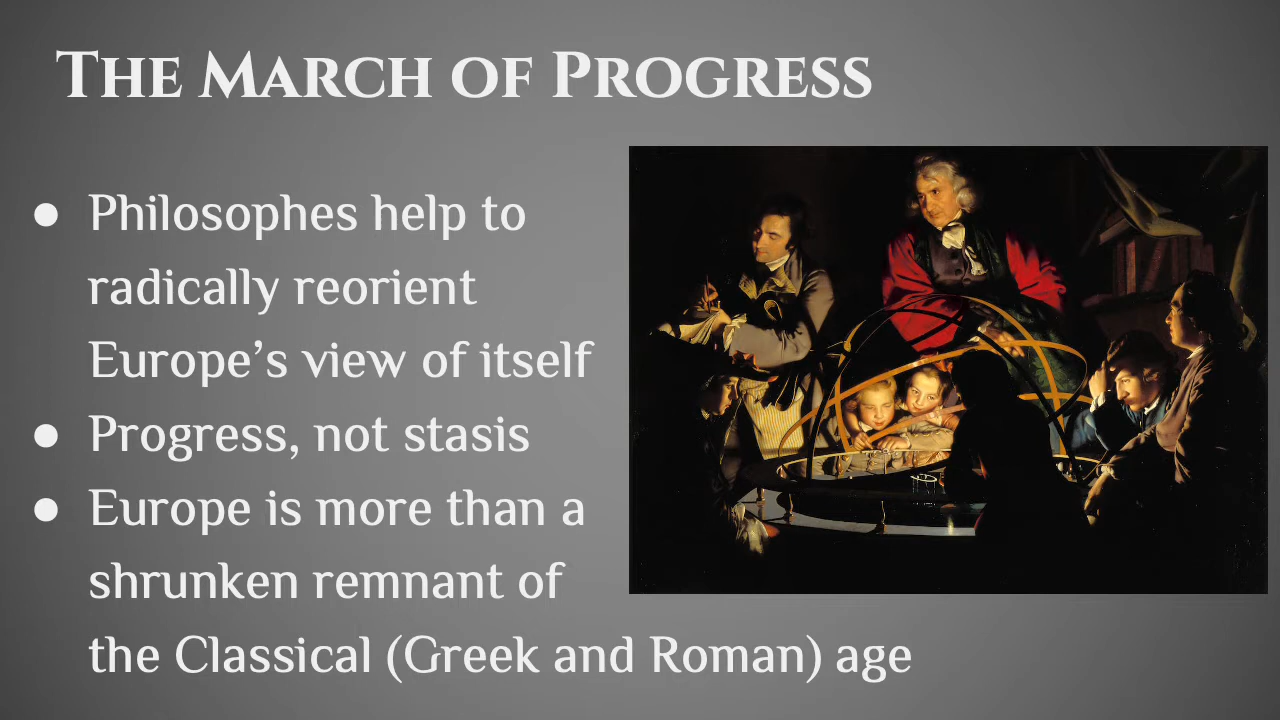 The March of Progress
● Philosophes help to
radically reorient
Europe’s view of itself
● Progress, not stasis
● Europe is more than a
shrunken remnant of
the Classical (Greek and Roman) age